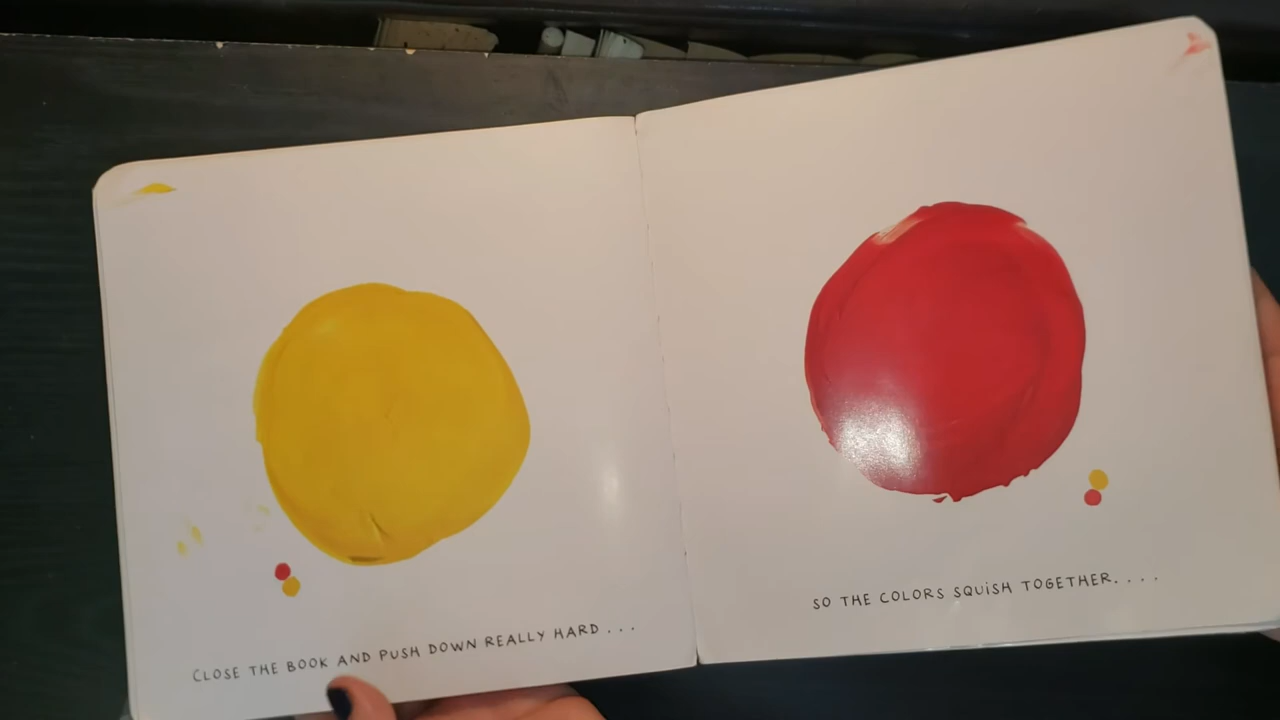 CLOSE THE BOOK AND PUSH DOWN REALLY HARD . . .
SO THE COLORS SQUISH TOGETHER. . . .